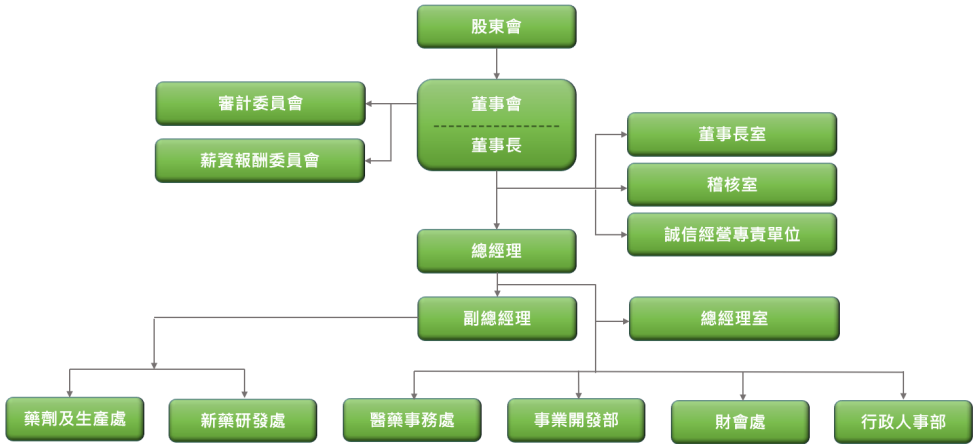 股東會
董事會
董事長
審計委員會
薪資報酬委員會
董事長室
稽核室
誠信經營專責單位
總經理
副總經理
總經理室
藥劑及生產處
新藥研發處
醫藥事務處
事業開發部
財會處
行政人事部